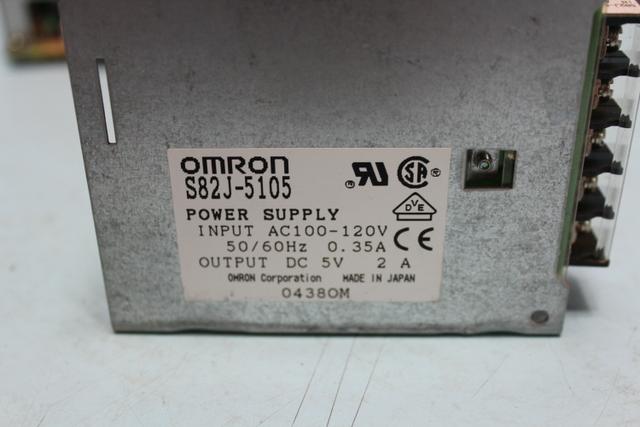 OMRON
S82J-5105
POWER SUPPLY
INPUT AC100-120V
50/60Hz 0.35A
OUTPUT DC 5V 2 A
OMRON Corporation MADE IN JAPAN
0438OM